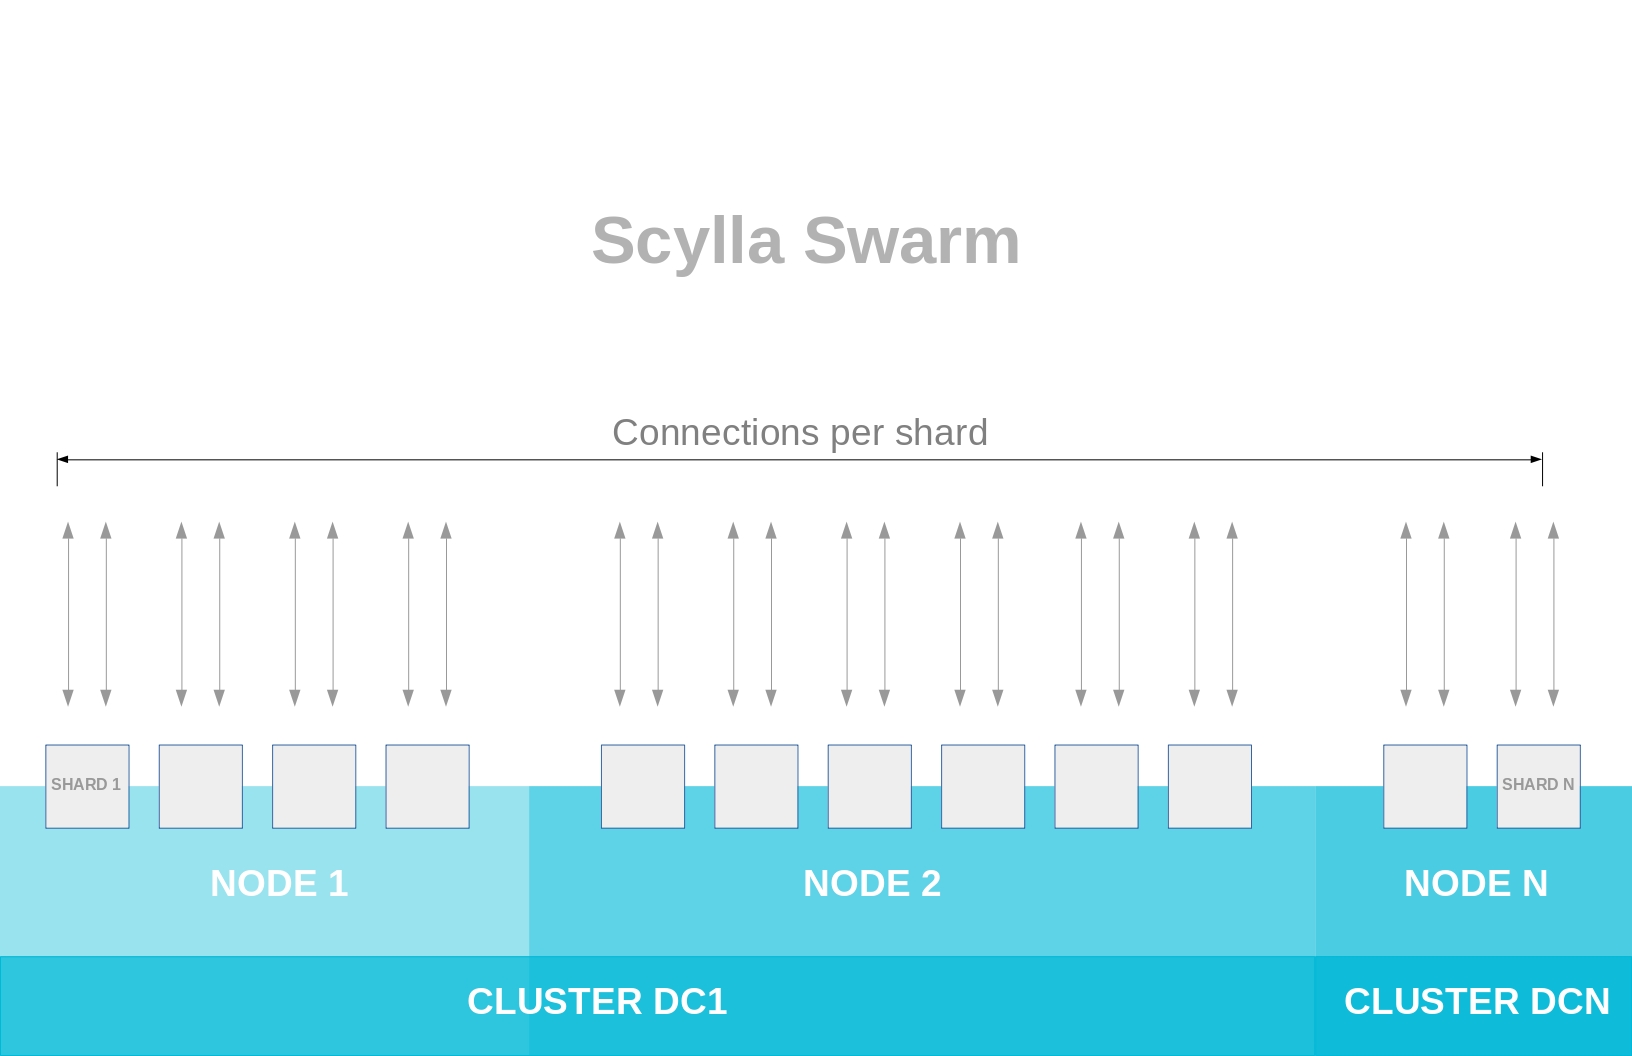 Scylla Swarm
Connections per shard
SHARD 1
SHARD N
NODE 1
NODE 2
NODE N
CLUSTER DC1
CLUSTER DCN